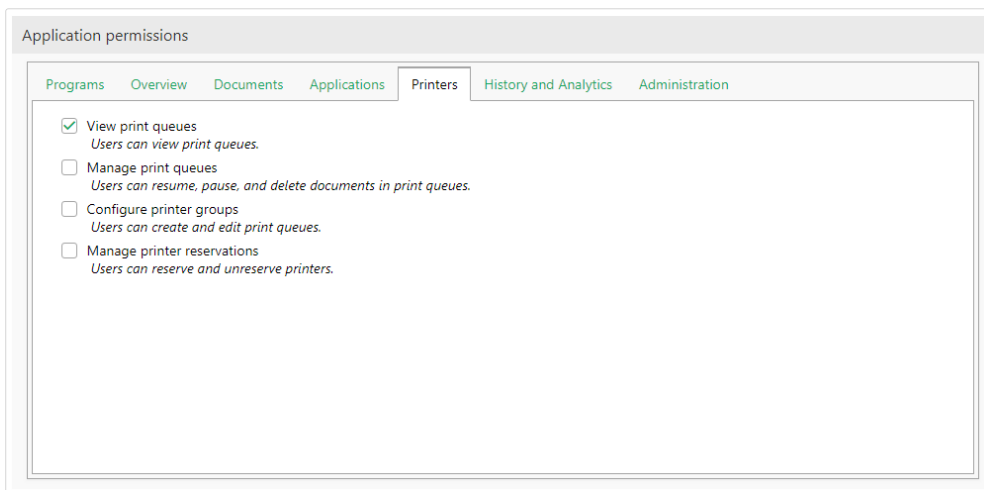 Application permissions
Programs Overview Documents Applications Printers History and Analytics Administration
View print queues
Users can view print queues.
Manage print queues
Users can resume, pause, and delete documents in print queues.
Configure printer groups
Users can create and edit print queues.
Manage printer reservations
Users can reserve and unreserve printers.